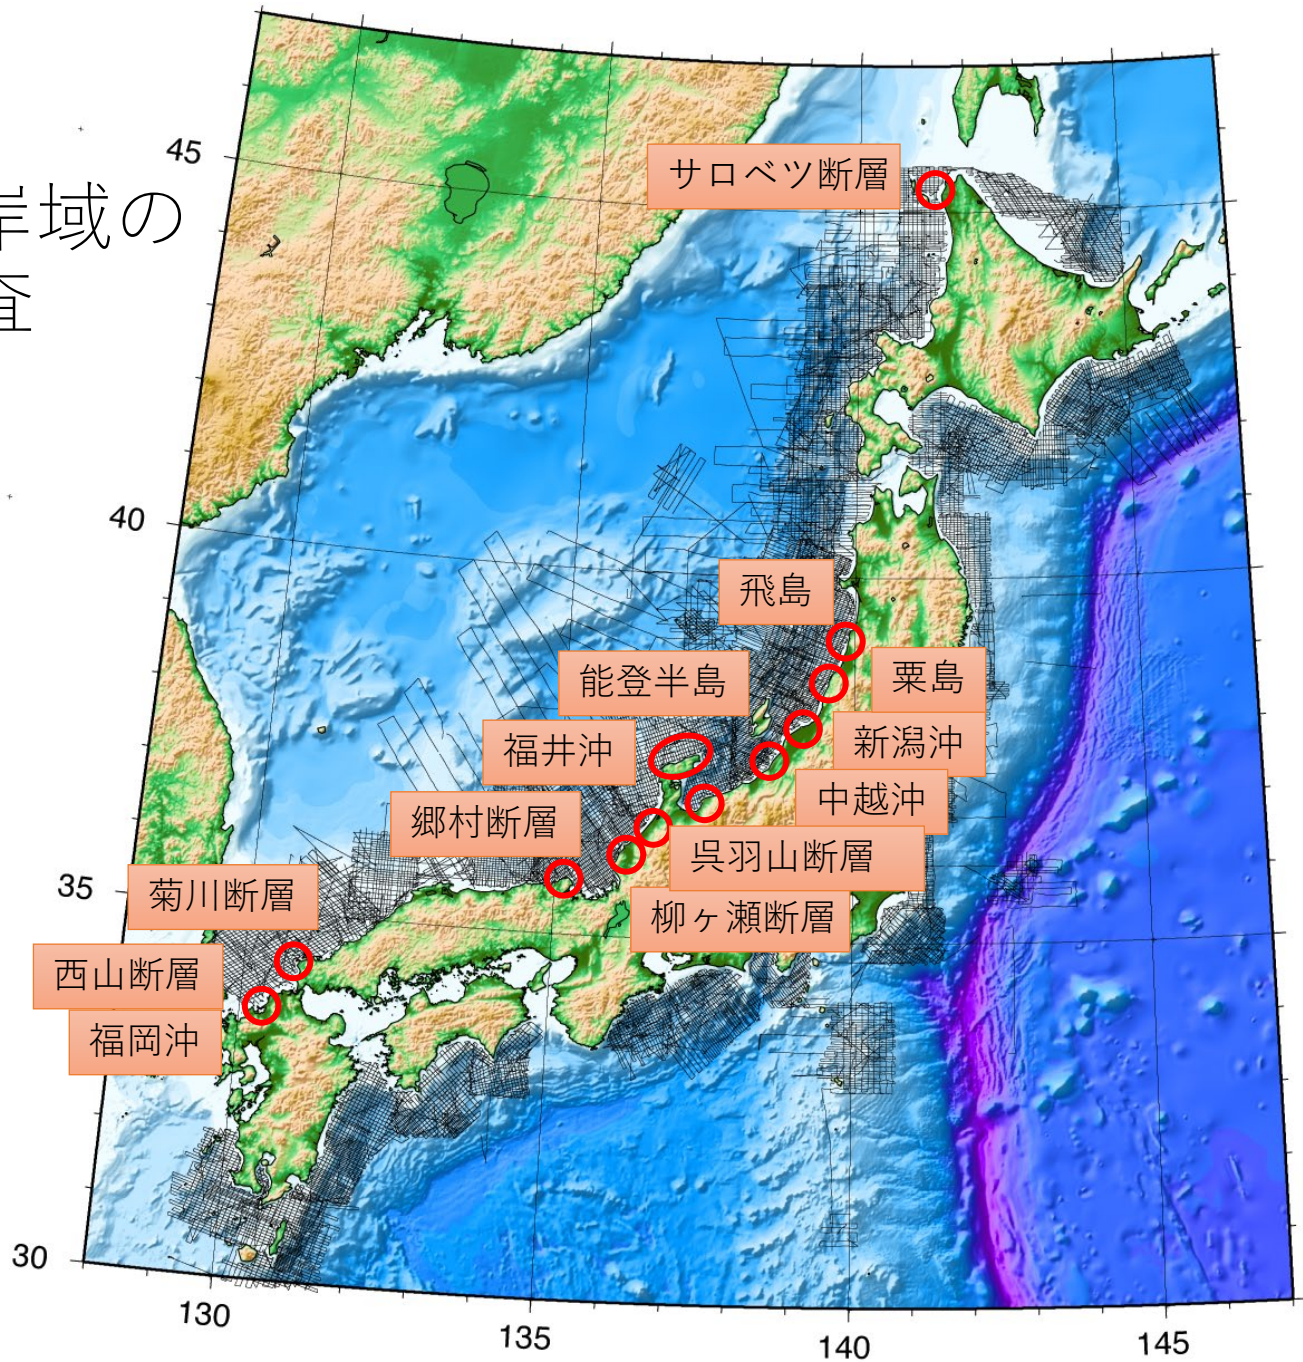 岸域の
査
サロベツ断層
飛島
能登半島
粟島
福井沖
新潟沖
郷村断層
中越沖
呉羽山断層
菊川断層
柳ヶ瀬断層
西山断層
福岡沖
45
40
35
30
130
135
140
145